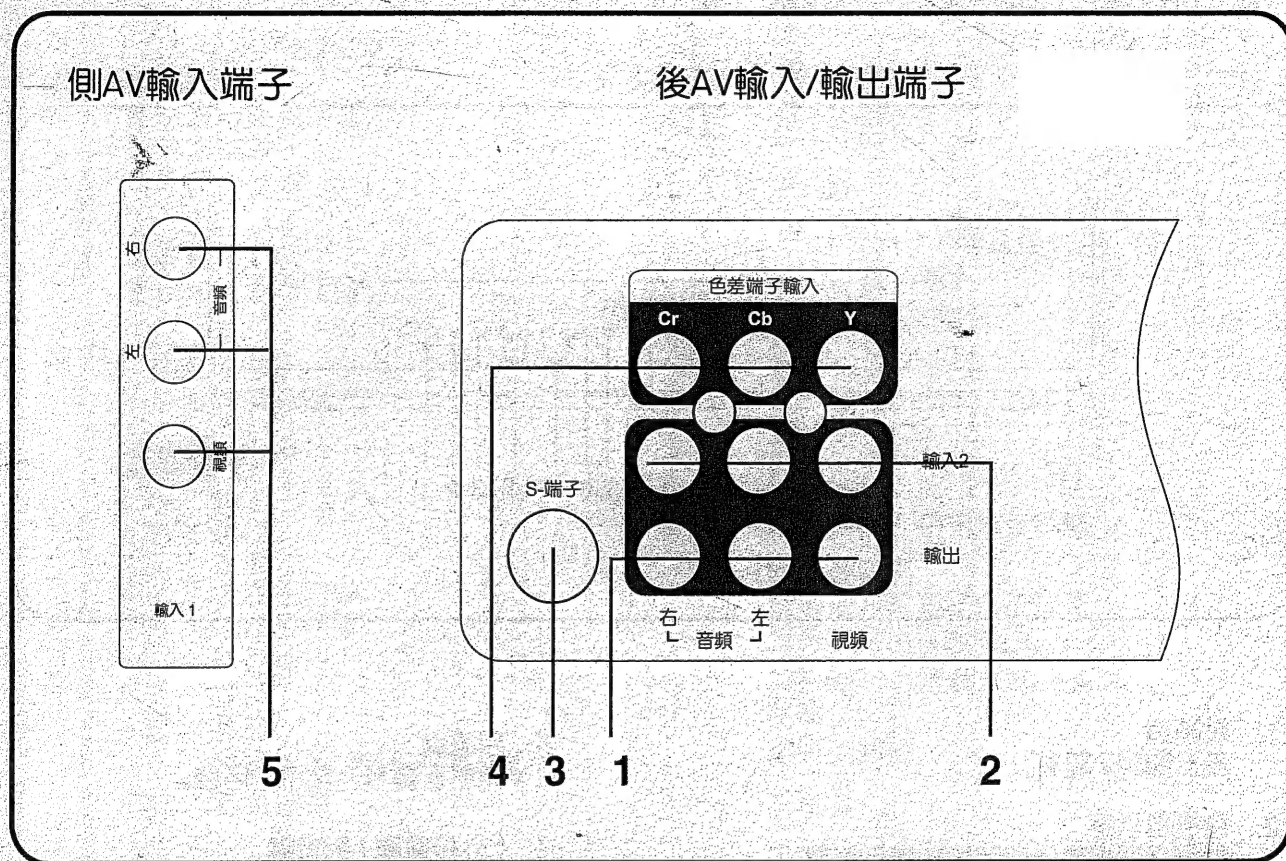 側AV輸入端子
後AV輸入/輸出端子
右
左
音頻
視頻
輸入 1
色差端子輸入
Cr Cb Y
輸入2
S-端子
輸出
右 左
音頻 視頻
5 4 3 1 2